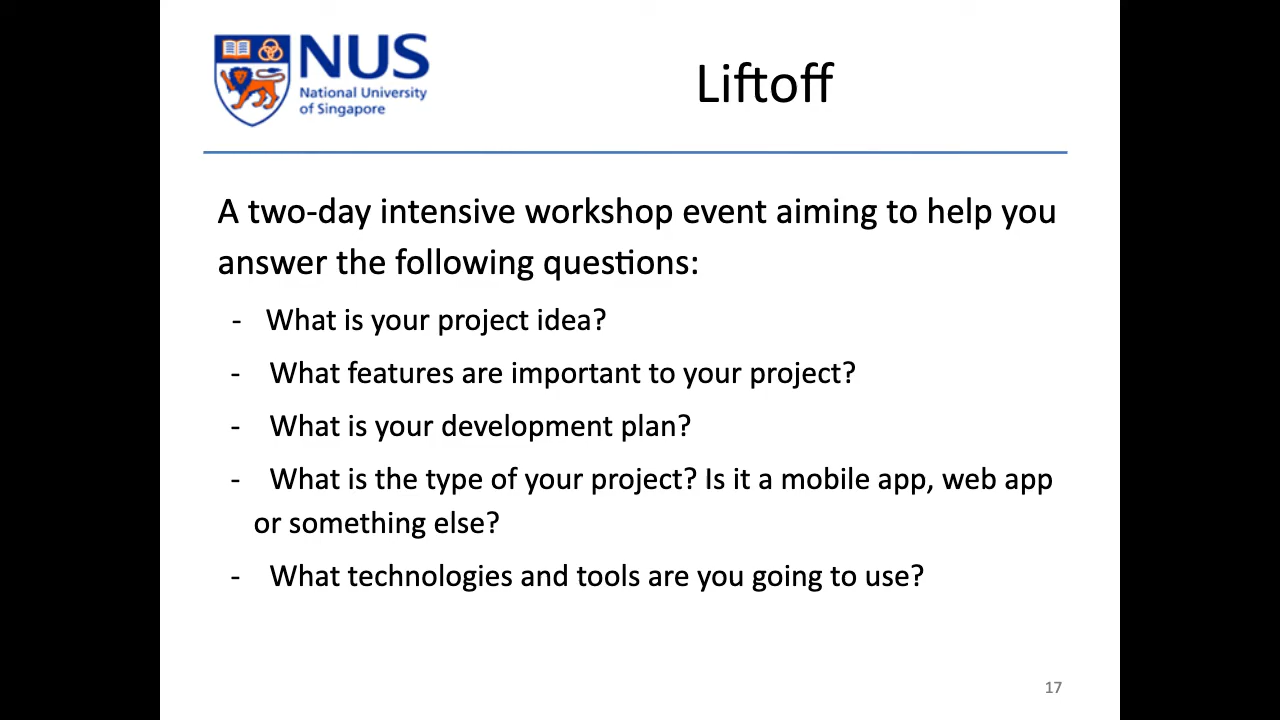 NUS
National University
of Singapore
Liftoff
A two-day intensive workshop event aiming to help you
answer the following questions:
- What is your project idea?
- What features are important to your project?
- What is your development plan?
- What is the type of your project? Is it a mobile app, web app
or something else?
- What technologies and tools are you going to use?
17